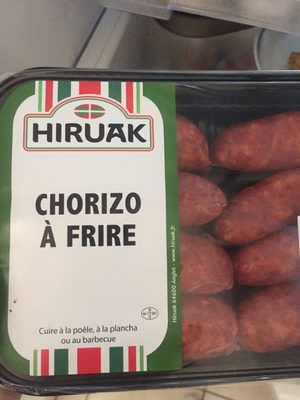 HIRUAK
CHORIZO
À FRIRE
Cuire à la poêle, à la plancha
ou au barbecue
Hiruak 64600 Anglet - www.hiruak.fr